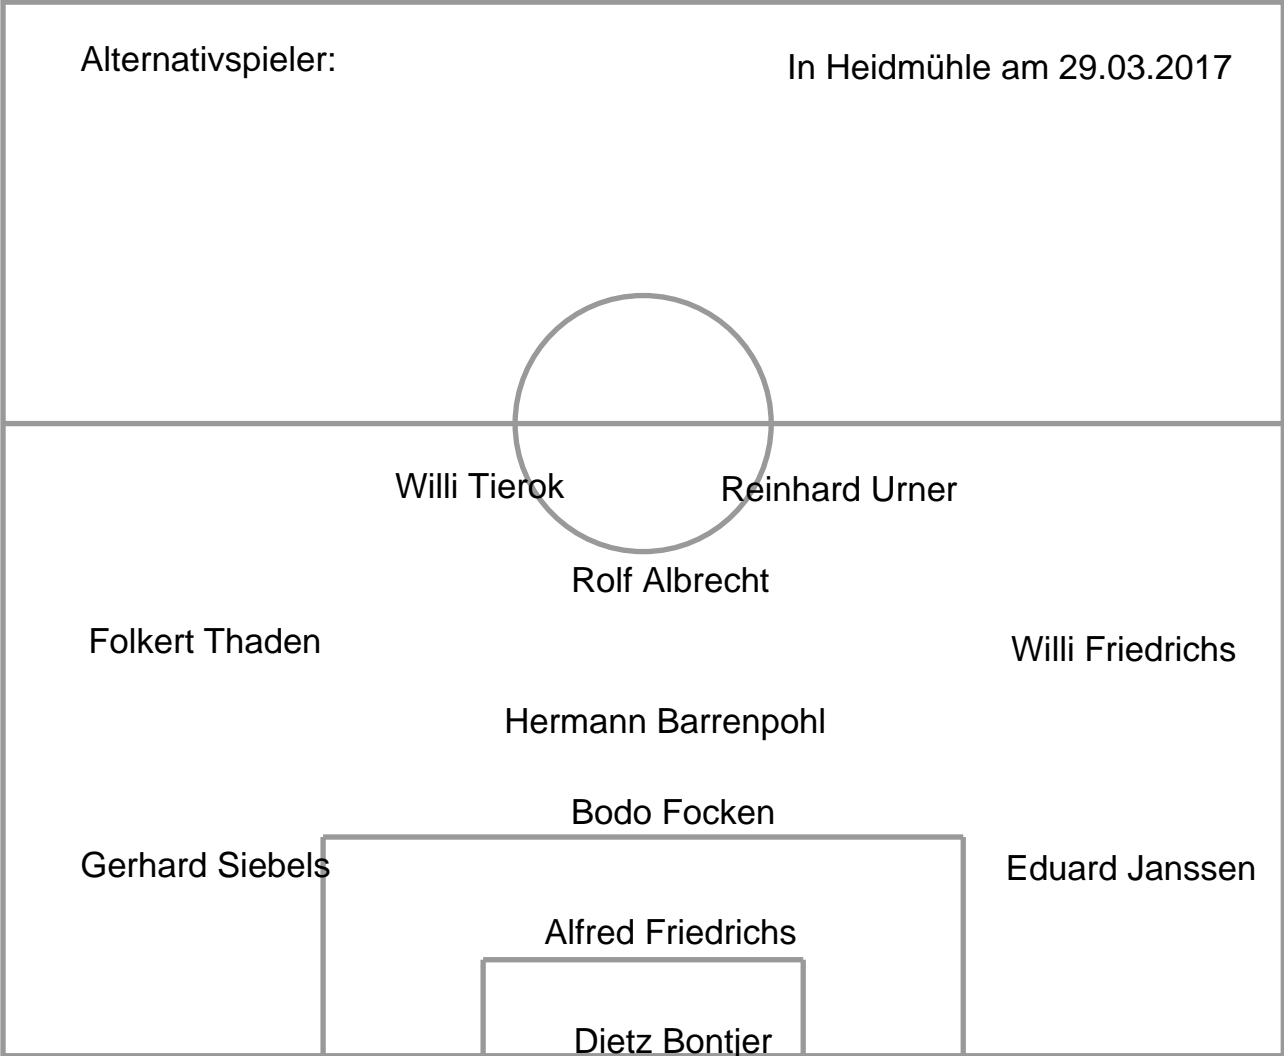 Alternativspieler:
In Heidmühle am 29.03.2017
Willi Tierok
Reinhard Urner
Rolf Albrecht
Folkert Thaden
Willi Friedrichs
Hermann Barrenpohl
Bodo Focken
Gerhard Siebels
Eduard Janssen
Alfred Friedrichs
Dietz Bontjer